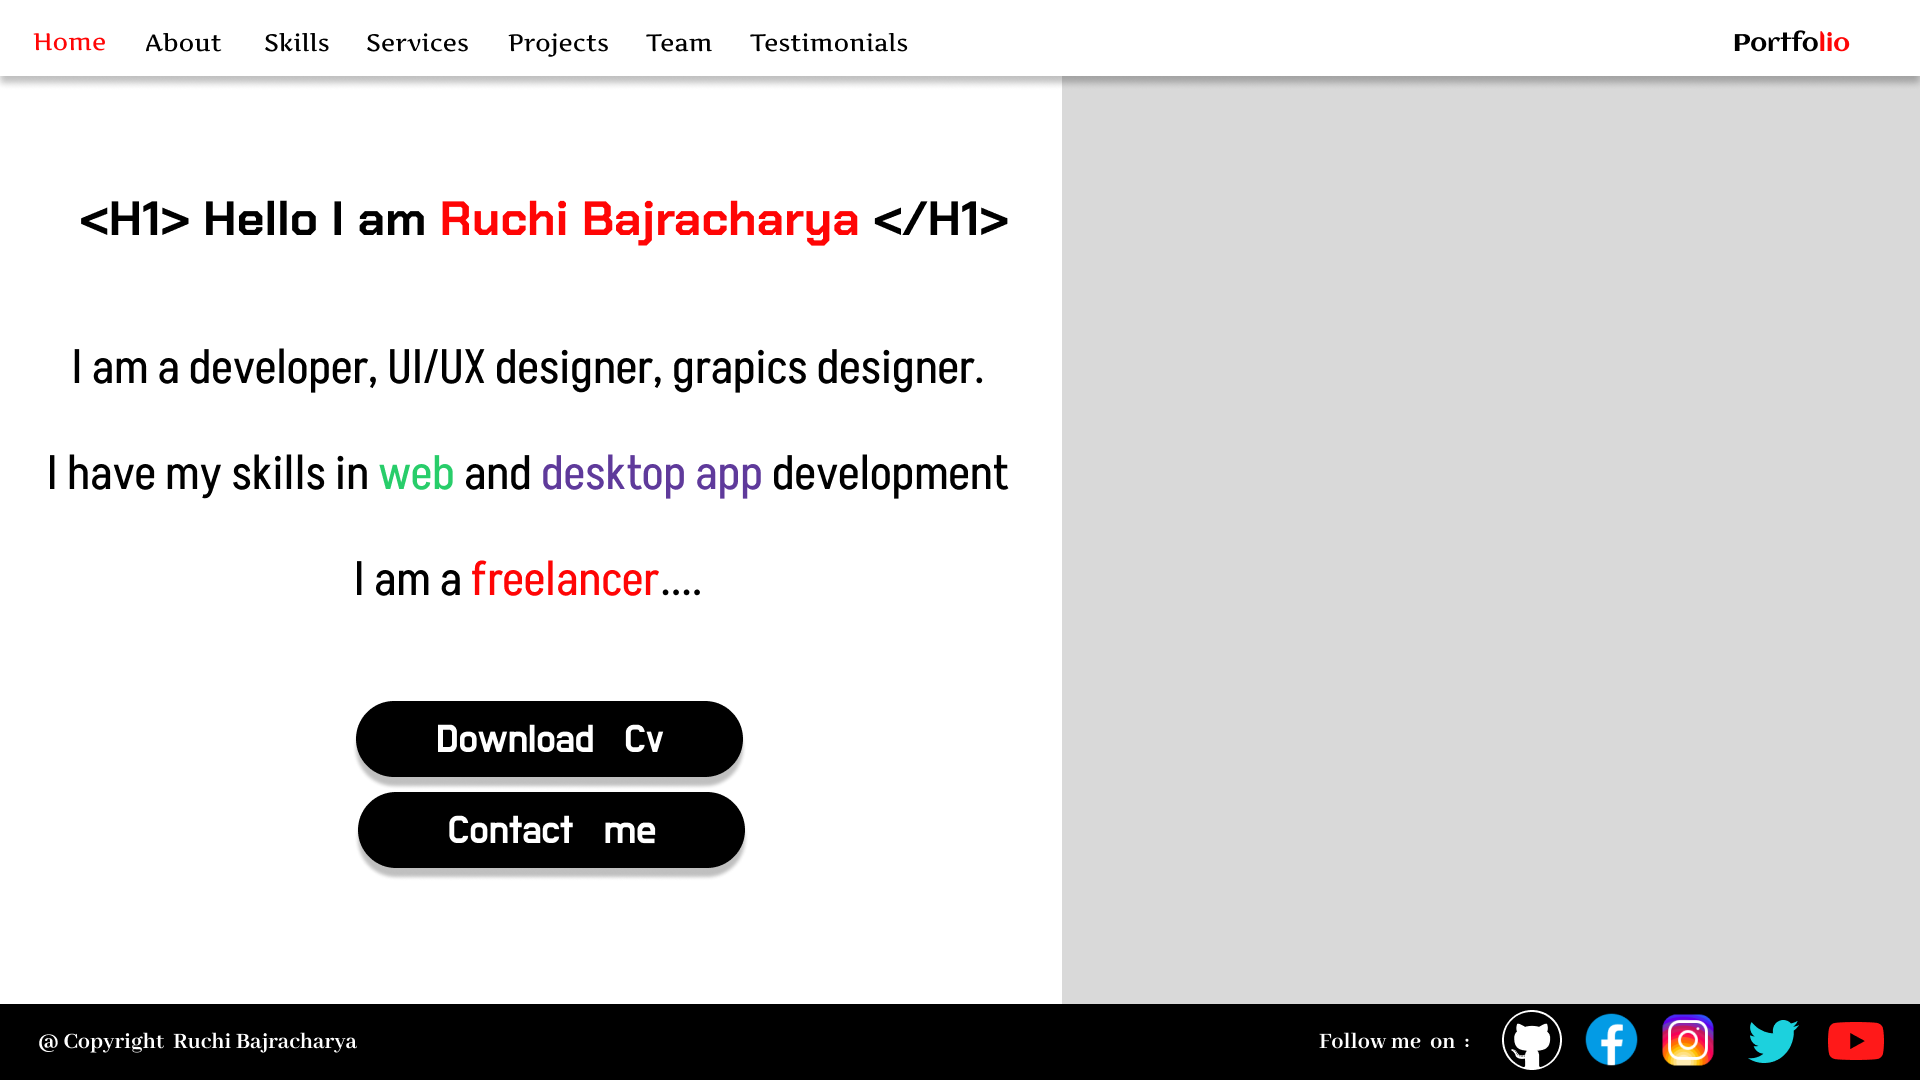 Home About Skills Services Projects Team Testimonials Portfolio
<H1> Hello I am Ruchi Bajracharya </H1>
I am a developer, UI/UX designer, grapics designer.
I have my skills in web and desktop app development
I am a freelancer....
Download Cv
Contact me
@ Copyright Ruchi Bajracharya Follow me on :